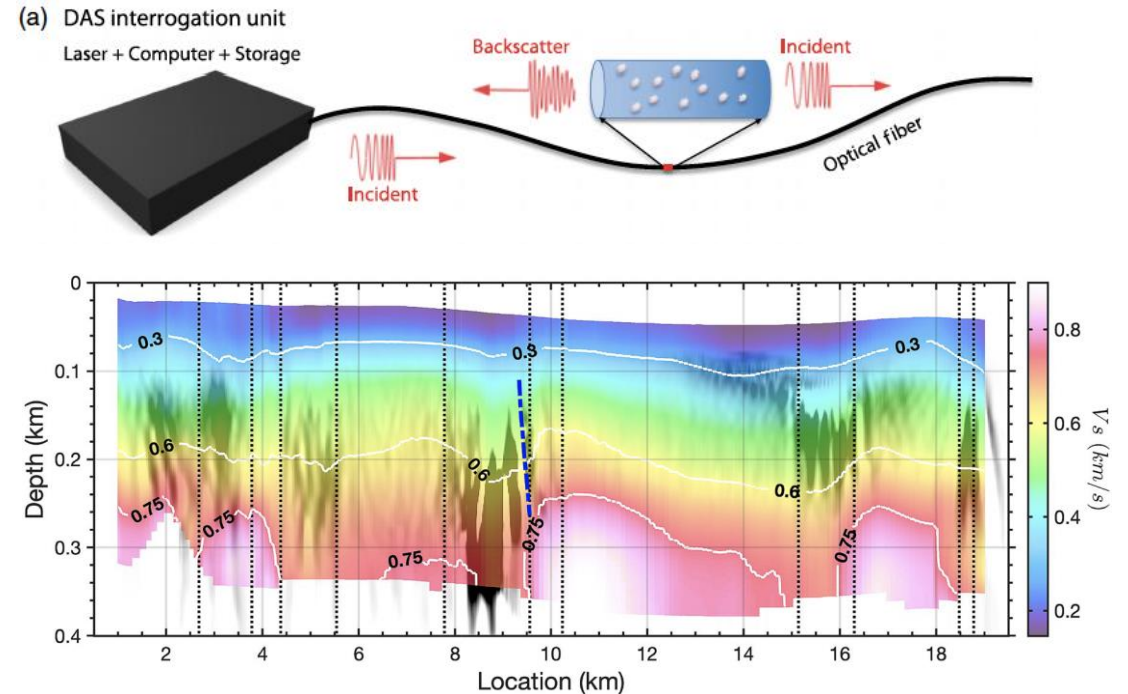 (a) DAS interrogation unit
Laser + Computer + Storage
Backscatter
Incident
Incident
Optical fiber
0
0.1
0.2
0.3
0.4
Depth (km)
0.3
0.3
0.3
0.6
0.6
0.6
0.75
0.75
0.75
0.75
0.75
2 4 6 8 10 12 14 16 18
Location (km)
0.8
0.6
0.4
0.2
Vs (km/s)